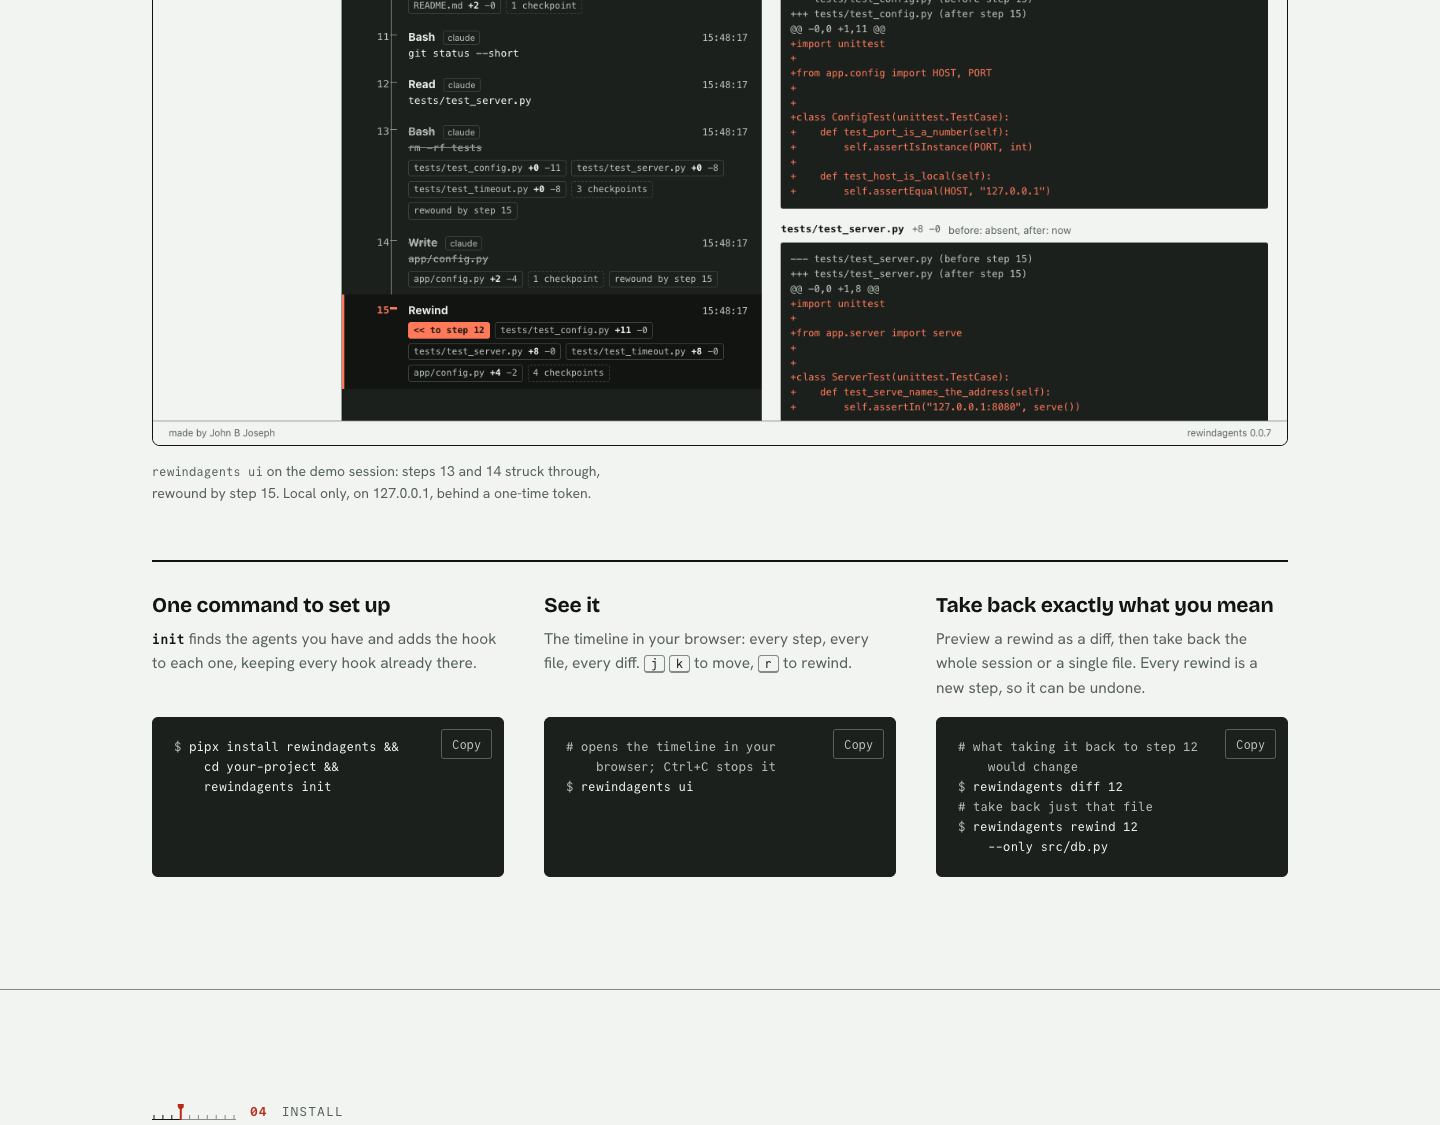 README.md +2 −0 1 checkpoint
11 Bash claude 15:48:17
git status --short
12 Read claude 15:48:17
tests/test_server.py
13 Bash claude 15:48:17
rm -rf tests
tests/test_config.py +0 −11 tests/test_server.py +0 −8
tests/test_timeout.py +0 −8 3 checkpoints
rewound by step 15
14 Write claude 15:48:17
app/config.py
app/config.py +2 −4 1 checkpoint rewound by step 15
15 Rewind 15:48:17
<< to step 12 tests/test_config.py +11 −0
tests/test_server.py +8 −0 tests/test_timeout.py +8 −0
app/config.py +4 −2 4 checkpoints
+++ tests/test_config.py (after step 15)
@@ -0,0 +1,11 @@
+import unittest
+
+from app.config import HOST, PORT
+
+
+class ConfigTest(unittest.TestCase):
+    def test_port_is_a_number(self):
+        self.assertIsInstance(PORT, int)
+
+    def test_host_is_local(self):
+        self.assertEqual(HOST, "127.0.0.1")
tests/test_server.py +8 −0 before: absent, after: now
--- tests/test_server.py (before step 15)
+++ tests/test_server.py (after step 15)
@@ -0,0 +1,8 @@
+import unittest
+
+from app.server import serve
+
+
+class ServerTest(unittest.TestCase):
+    def test_serve_names_the_address(self):
+        self.assertIn("127.0.0.1:8080", serve())
made by John B Joseph rewindagents 0.0.7
rewindagents ui on the demo session: steps 13 and 14 struck through,
rewound by step 15. Local only, on 127.0.0.1, behind a one-time token.
One command to set up
init finds the agents you have and adds the hook
to each one, keeping every hook already there.
$ pipx install rewindagents && Copy
cd your-project &&
rewindagents init
See it
The timeline in your browser: every step, every
file, every diff. j k to move, r to rewind.
# opens the timeline in your Copy
browser; Ctrl+C stops it
$ rewindagents ui
Take back exactly what you mean
Preview a rewind as a diff, then take back the
whole session or a single file. Every rewind is a
new step, so it can be undone.
# what taking it back to step 12 Copy
would change
$ rewindagents diff 12
# take back just that file
$ rewindagents rewind 12
--only src/db.py
04 INSTALL